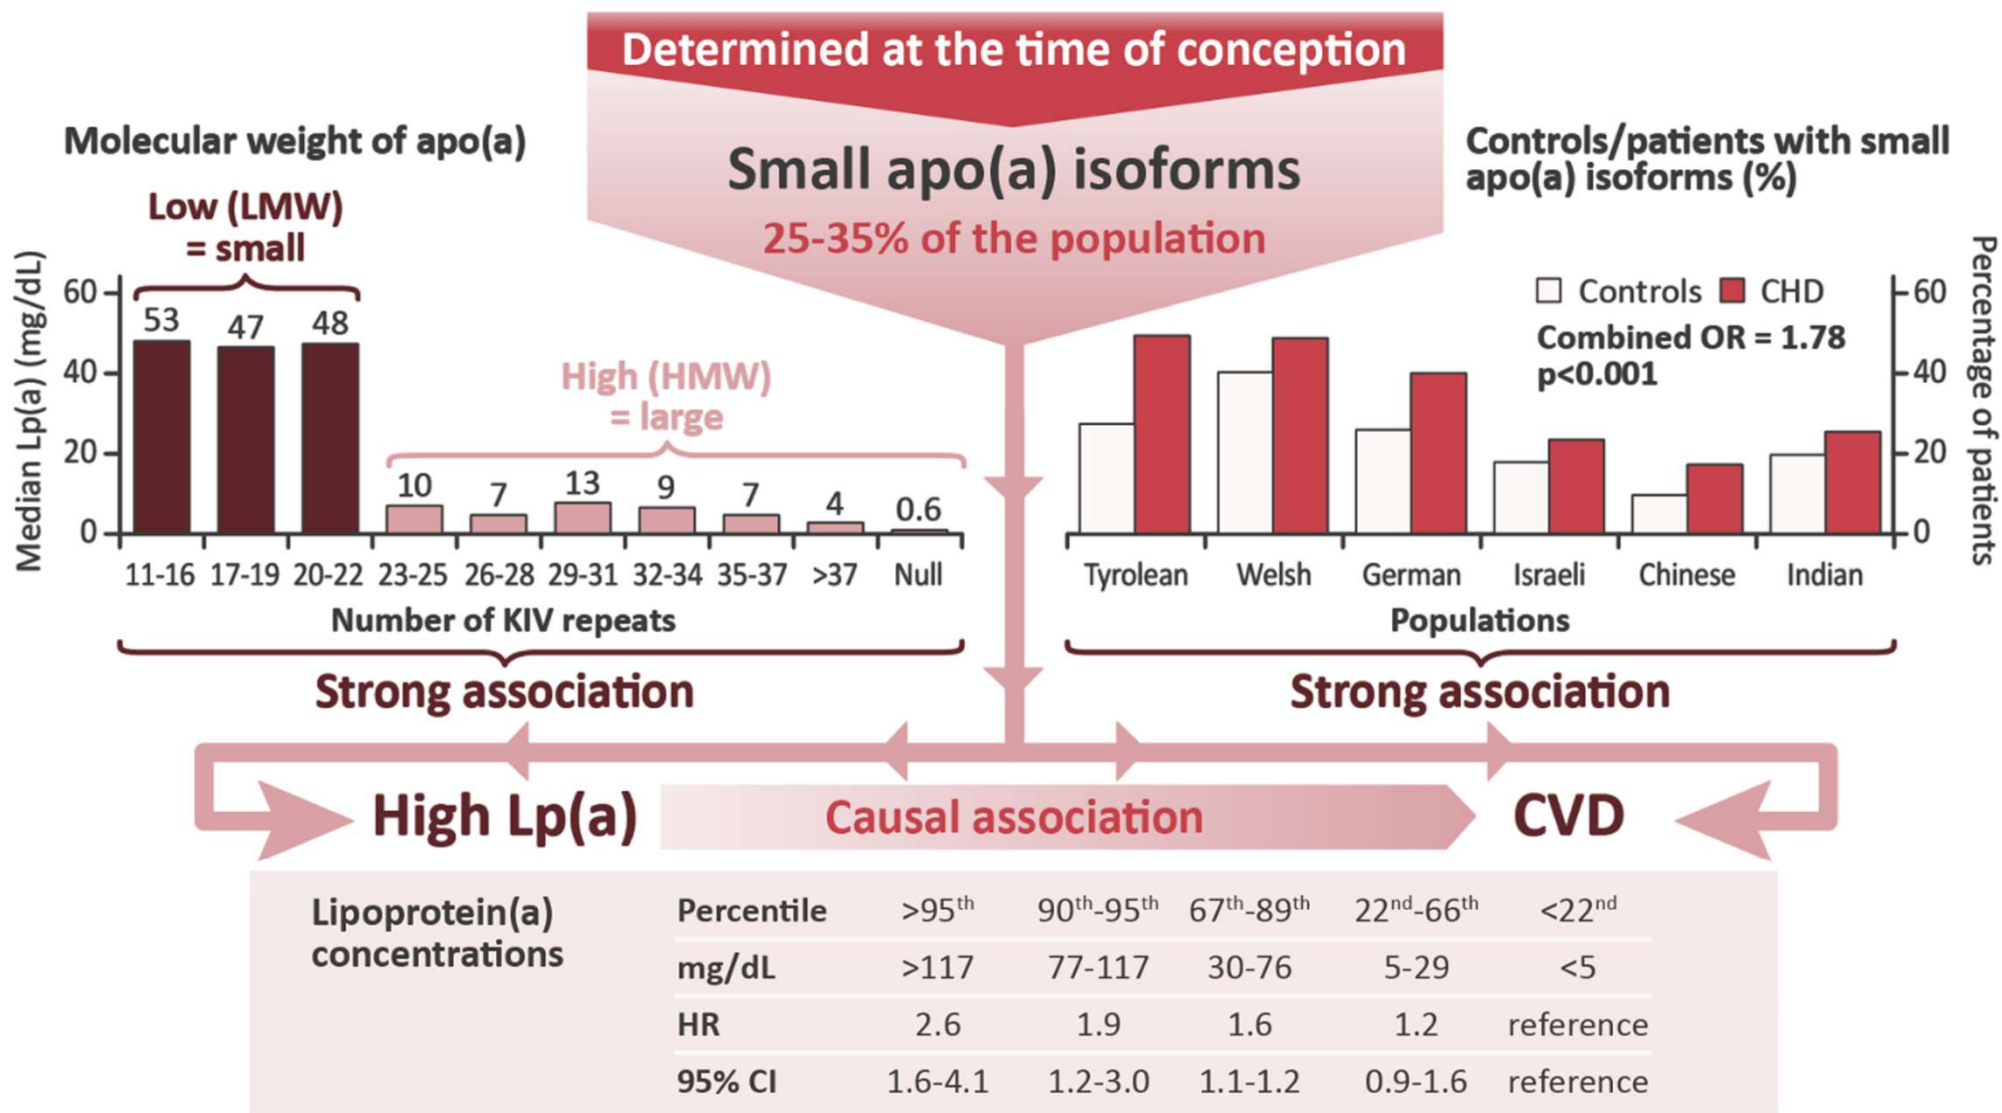 Determined at the time of conception
Small apo(a) isoforms
25-35% of the population
Molecular weight of apo(a)
Low (LMW)
= small
High (HMW)
= large
Median Lp(a) (mg/dL)
60
40
20
0
53 47 48 10 7 13 9 7 4 0.6
11-16 17-19 20-22 23-25 26-28 29-31 32-34 35-37 >37 Null
Number of KIV repeats
Strong association
Controls/patients with small
apo(a) isoforms (%)
Controls CHD
Combined OR = 1.78
p<0.001
60
40
20
0
Percentage of patients
Tyrolean Welsh German Israeli Chinese Indian
Populations
Strong association
High Lp(a) Causal association CVD
Lipoprotein(a)
concentrations
Percentile >95th 90th-95th 67th-89th 22nd-66th <22nd
mg/dL >117 77-117 30-76 5-29 <5
HR 2.6 1.9 1.6 1.2 reference
95% CI 1.6-4.1 1.2-3.0 1.1-1.2 0.9-1.6 reference